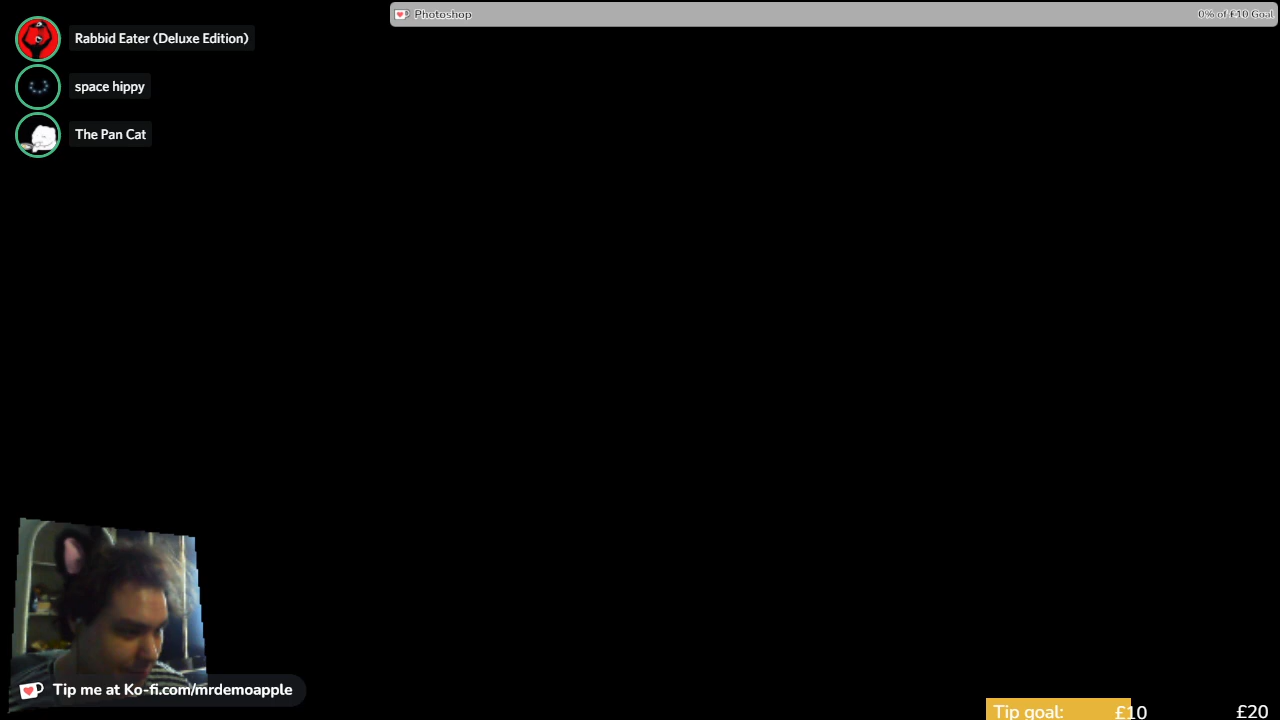 Photoshop
0% of £10 Goal
Rabbid Eater (Deluxe Edition)
space hippy
The Pan Cat
Tip me at Ko-fi.com/mrdemoapple
Tip goal:
£10
£20